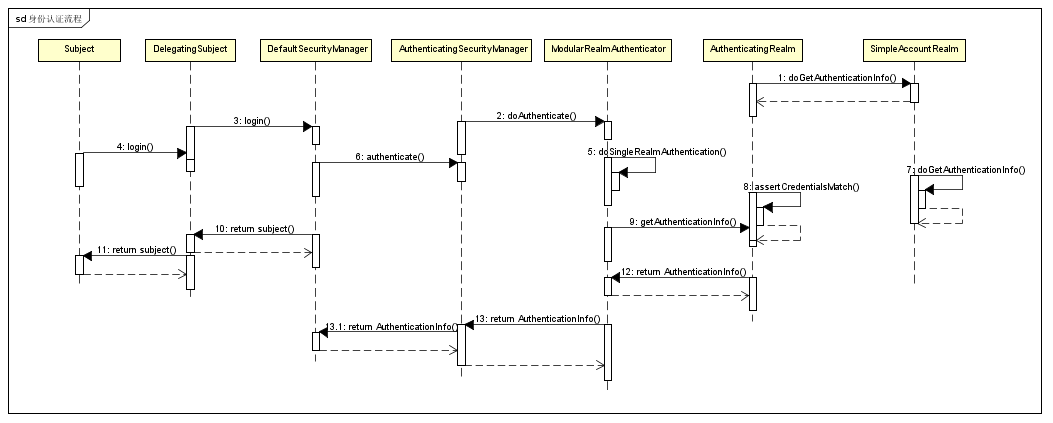 sd 身份认证流程
Subject
DelegatingSubject
DefaultSecurityManager
AuthenticatingSecurityManager
ModularRealmAuthenticator
AuthenticatingRealm
SimpleAccountRealm
1: doGetAuthenticationInfo()
2: doAuthenticate()
3: login()
4: login()
5: doSingleRealmAuthentication()
6: authenticate()
7: doGetAuthenticationInfo()
8: assertCredentialsMatch()
9: getAuthenticationInfo()
10: return subject()
11: return subject()
12: return AuthenticationInfo()
13: return AuthenticationInfo()
13.1: return AuthenticationInfo()